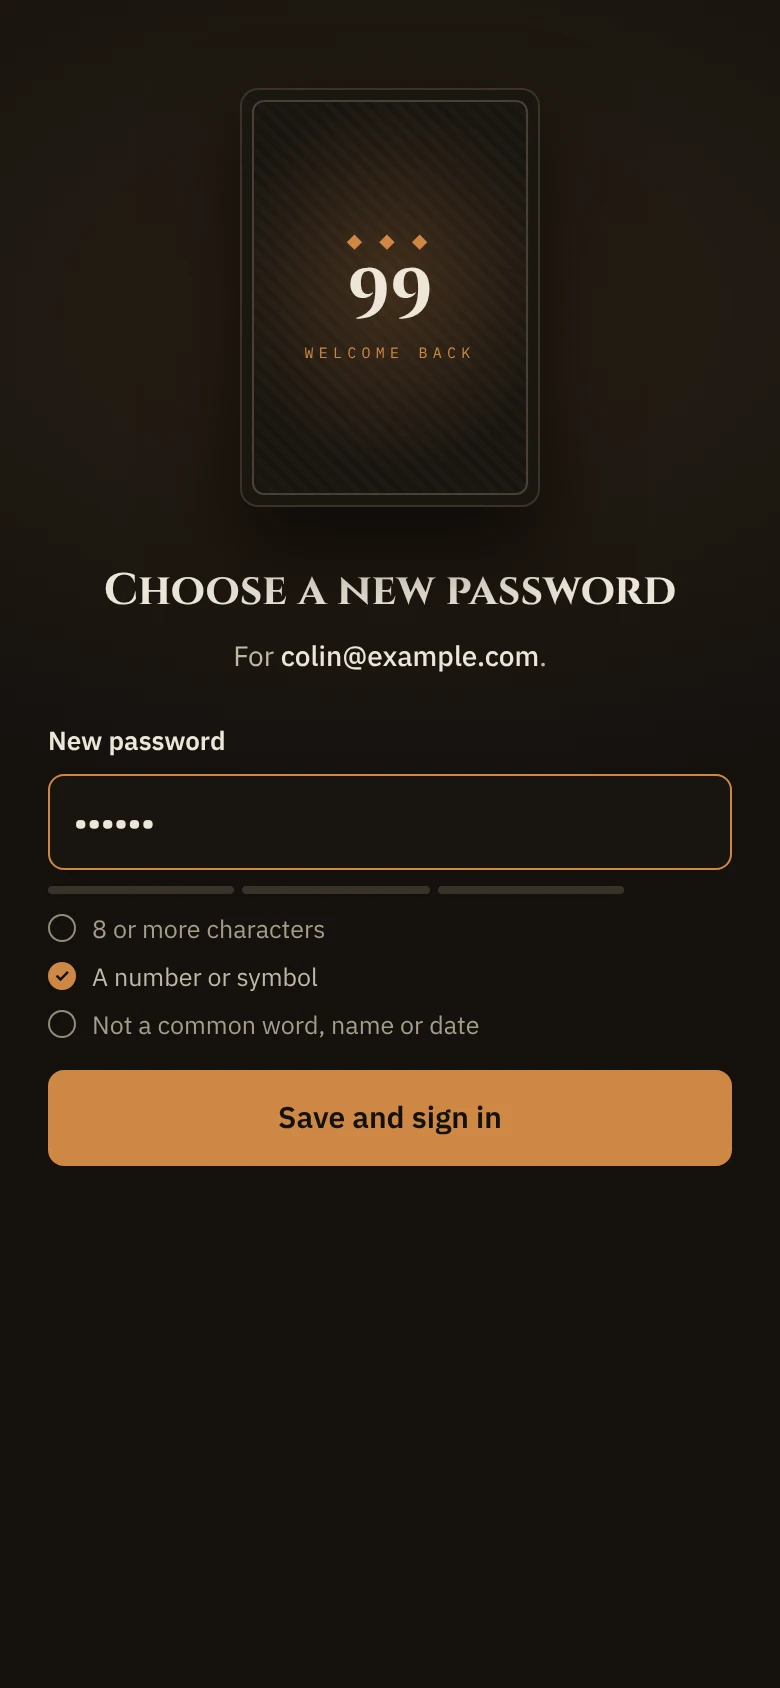 99
WELCOME BACK
Choose a new password
For colin@example.com.
New password
••••••
8 or more characters
A number or symbol
Not a common word, name or date
Save and sign in